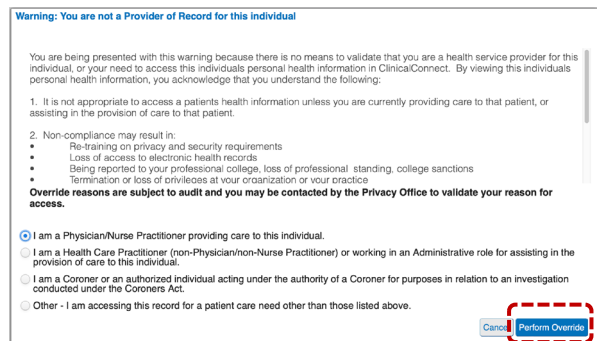 Warning: You are not a Provider of Record for this individual
You are being presented with this warning because there is no means to validate that you are a health service provider for this
individual, or your need to access this individuals personal health information in ClinicalConnect. By viewing this individuals
personal health information, you acknowledge that you understand the following:
1. It is not appropriate to access a patients health information unless you are currently providing care to that patient, or
assisting in the provision of care to that patient.
2. Non-compliance may result in:
• Re-training on privacy and security requirements
• Loss of access to electronic health records
• Being reported to your professional college, loss of professional standing, college sanctions
• Termination or loss of privileges at your organization or your practice
Override reasons are subject to audit and you may be contacted by the Privacy Office to validate your reason for
access.
I am a Physician/Nurse Practitioner providing care to this individual.
I am a Health Care Practitioner (non-Physician/non-Nurse Practitioner) or working in an Administrative role for assisting in the
provision of care to this individual.
I am a Coroner or an authorized individual acting under the authority of a Coroner for purposes in relation to an investigation
conducted under the Coroners Act.
Other - I am accessing this record for a patient care need other than those listed above.
Cancel Perform Override